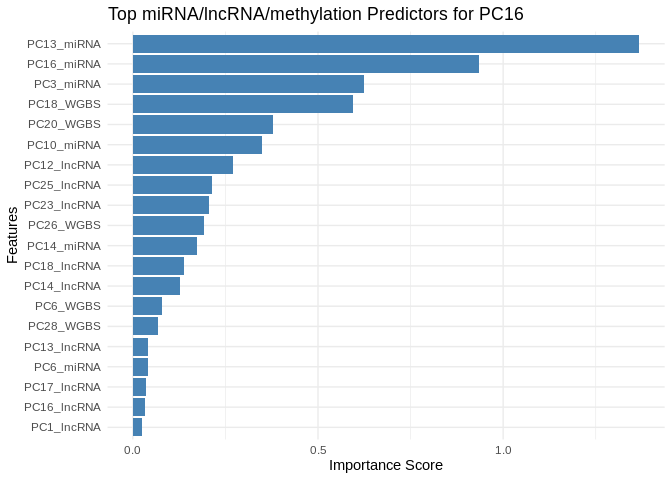 Top miRNA/lncRNA/methylation Predictors for PC16
PC13_miRNA
PC16_miRNA
PC3_miRNA
PC18_WGBS
PC20_WGBS
PC10_miRNA
PC12_lncRNA
PC25_lncRNA
PC23_lncRNA
PC26_WGBS
PC14_miRNA
PC18_lncRNA
PC14_lncRNA
PC6_WGBS
PC28_WGBS
PC13_lncRNA
PC6_miRNA
PC17_lncRNA
PC16_lncRNA
PC1_lncRNA
Features
0.0 0.5 1.0
Importance Score